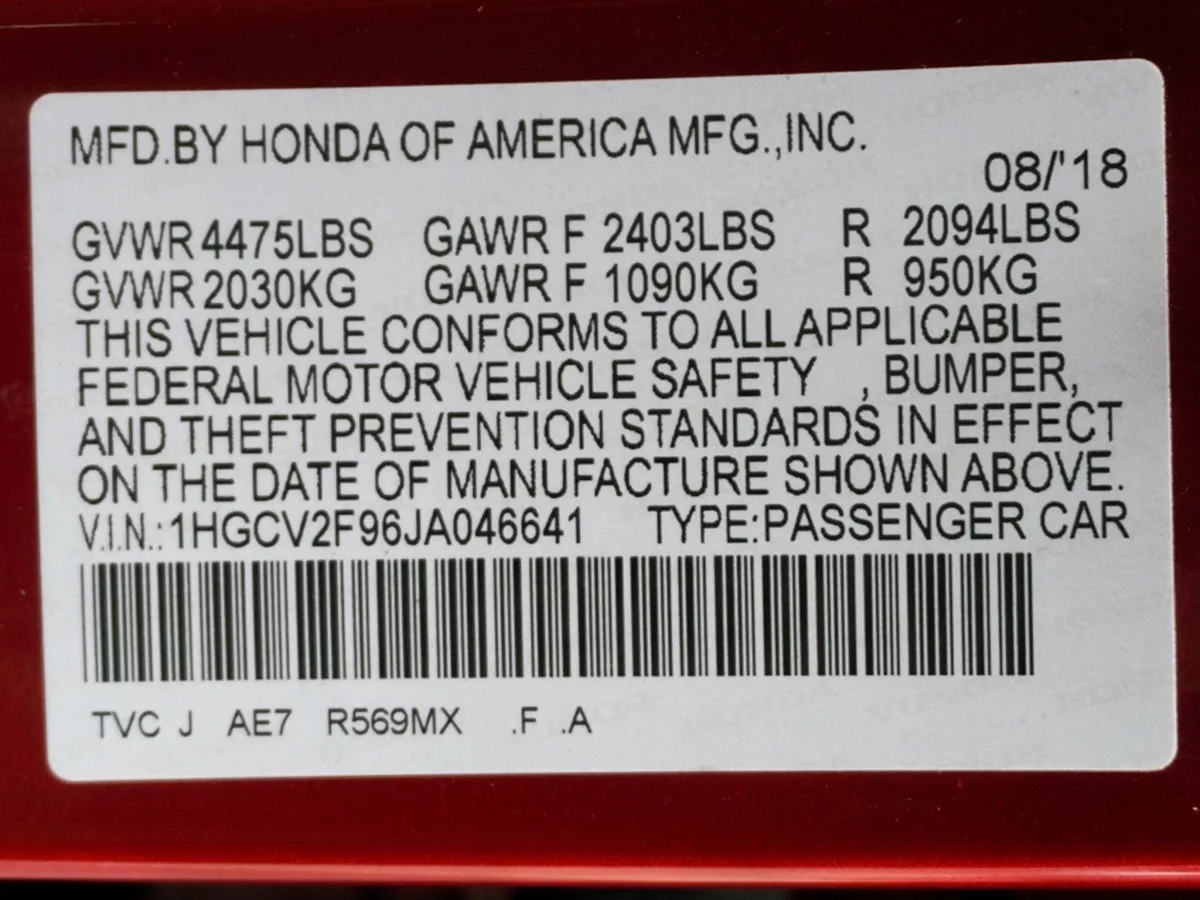 MFD.BY HONDA OF AMERICA MFG.,INC.
08/'18
GVWR 4475LBS GAWR F 2403LBS R 2094LBS
GVWR 2030KG GAWR F 1090KG R 950KG
THIS VEHICLE CONFORMS TO ALL APPLICABLE
FEDERAL MOTOR VEHICLE SAFETY , BUMPER,
AND THEFT PREVENTION STANDARDS IN EFFECT
ON THE DATE OF MANUFACTURE SHOWN ABOVE.
V.I.N.:1HGCV2F96JA046641 TYPE:PASSENGER CAR
TVC J AE7 R569MX .F .A